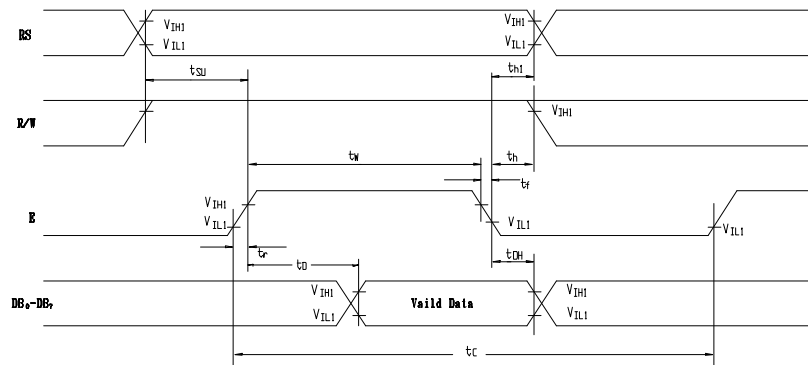 RS
VIH1
VIL1
VIH1
VIL1
tSU
th1
R/W
VIH1
tW
th
tf
E
VIH1
VIL1
VIL1
VIL1
tr
tD
tDH
DB0-DB7
VIH1
VIL1
Vaild Data
VIH1
VIL1
tC